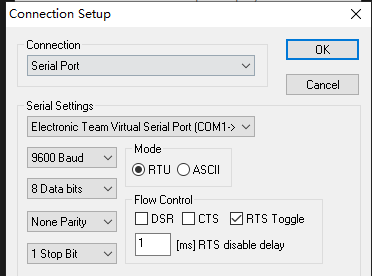 Connection Setup
Connection
Serial Port
OK
Cancel
Serial Settings
Electronic Team Virtual Serial Port (COM1->
9600 Baud
Mode
RTU
ASCII
8 Data bits
Flow Control
None Parity
DSR
CTS
RTS Toggle
1
[ms] RTS disable delay
1 Stop Bit